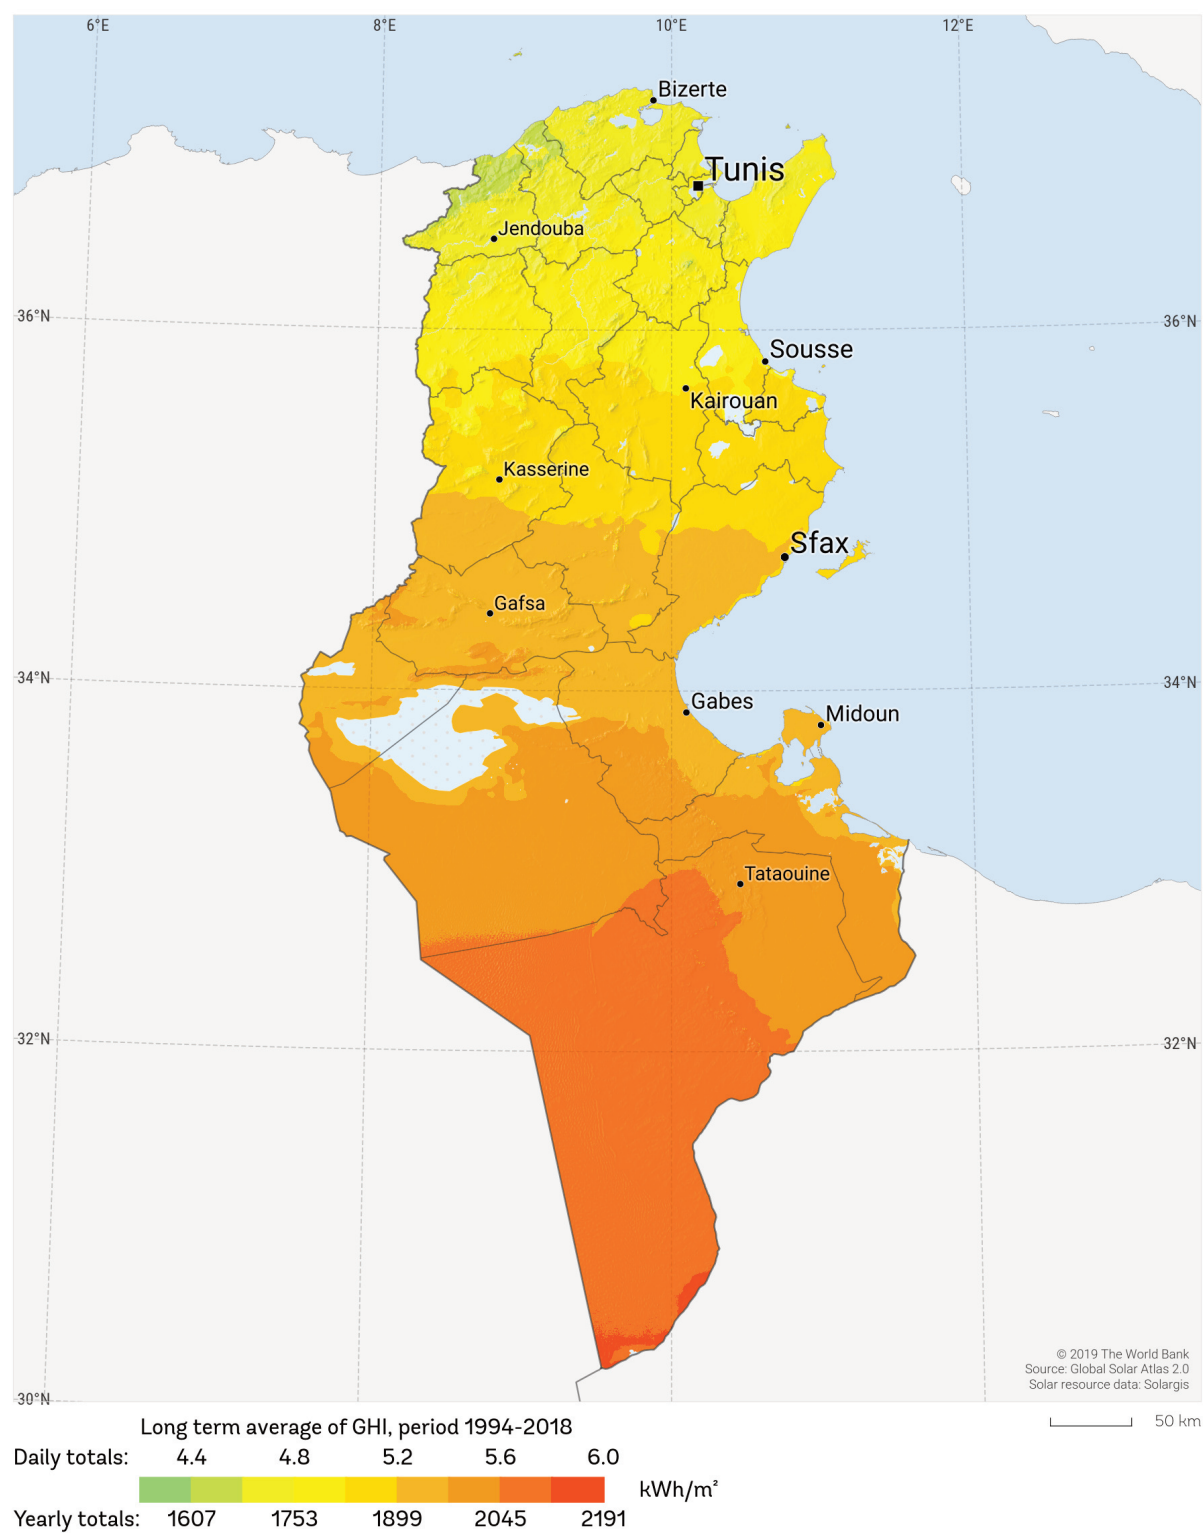 6°E 8°E 10°E 12°E
Bizerte
Tunis
Jendouba
36°N 36°N
Sousse
Kairouan
Kasserine
Sfax
Gafsa
34°N 34°N
Gabes
Midoun
Tataouine
32°N 32°N
© 2019 The World Bank
Source: Global Solar Atlas 2.0
Solar resource data: Solargis
30°N
50 km
Long term average of GHI, period 1994-2018
Daily totals: 4.4 4.8 5.2 5.6 6.0
kWh/m²
Yearly totals: 1607 1753 1899 2045 2191